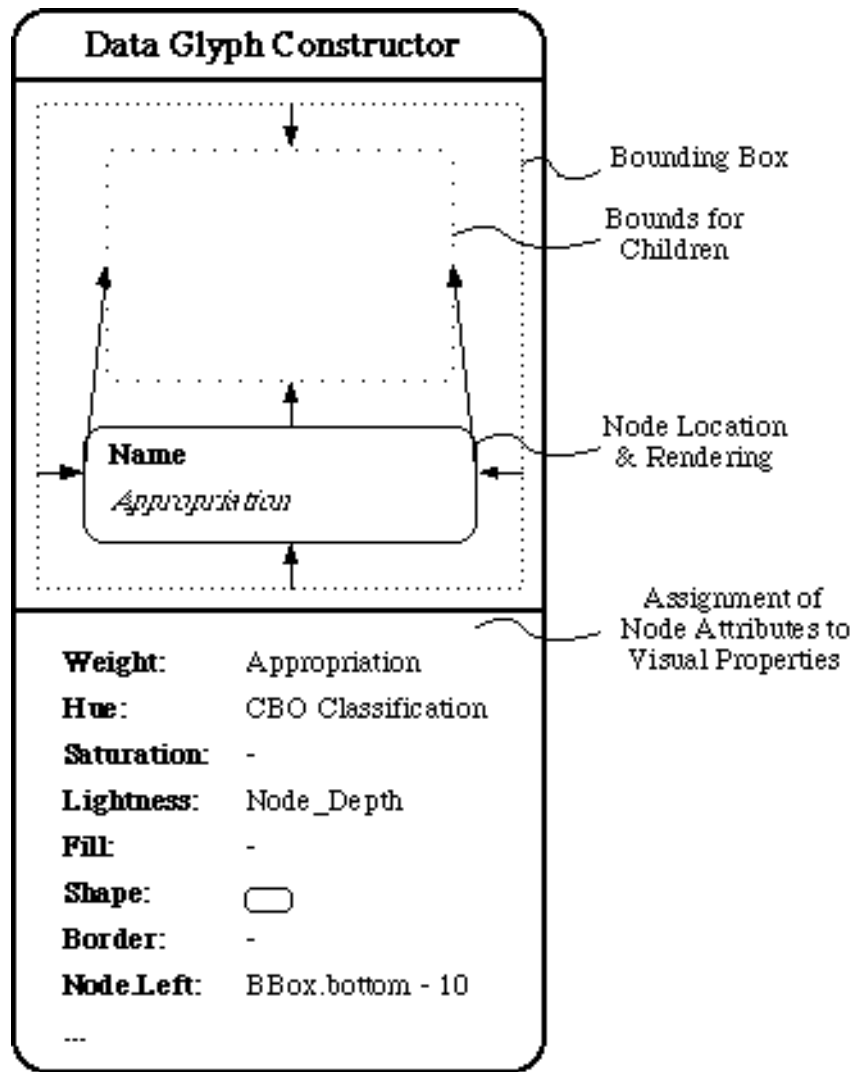 Data Glyph Constructor
Bounding Box
Bounds for
Children
Node Location
& Rendering
Name
Appropriation
Assignment of
Node Attributes to
Visual Properties
Weight: Appropriation
Hue: CBO Classification
Saturation: -
Lightness: Node_Depth
Fill: -
Shape:
Border: -
Node.Left: BBox.bottom - 10
...